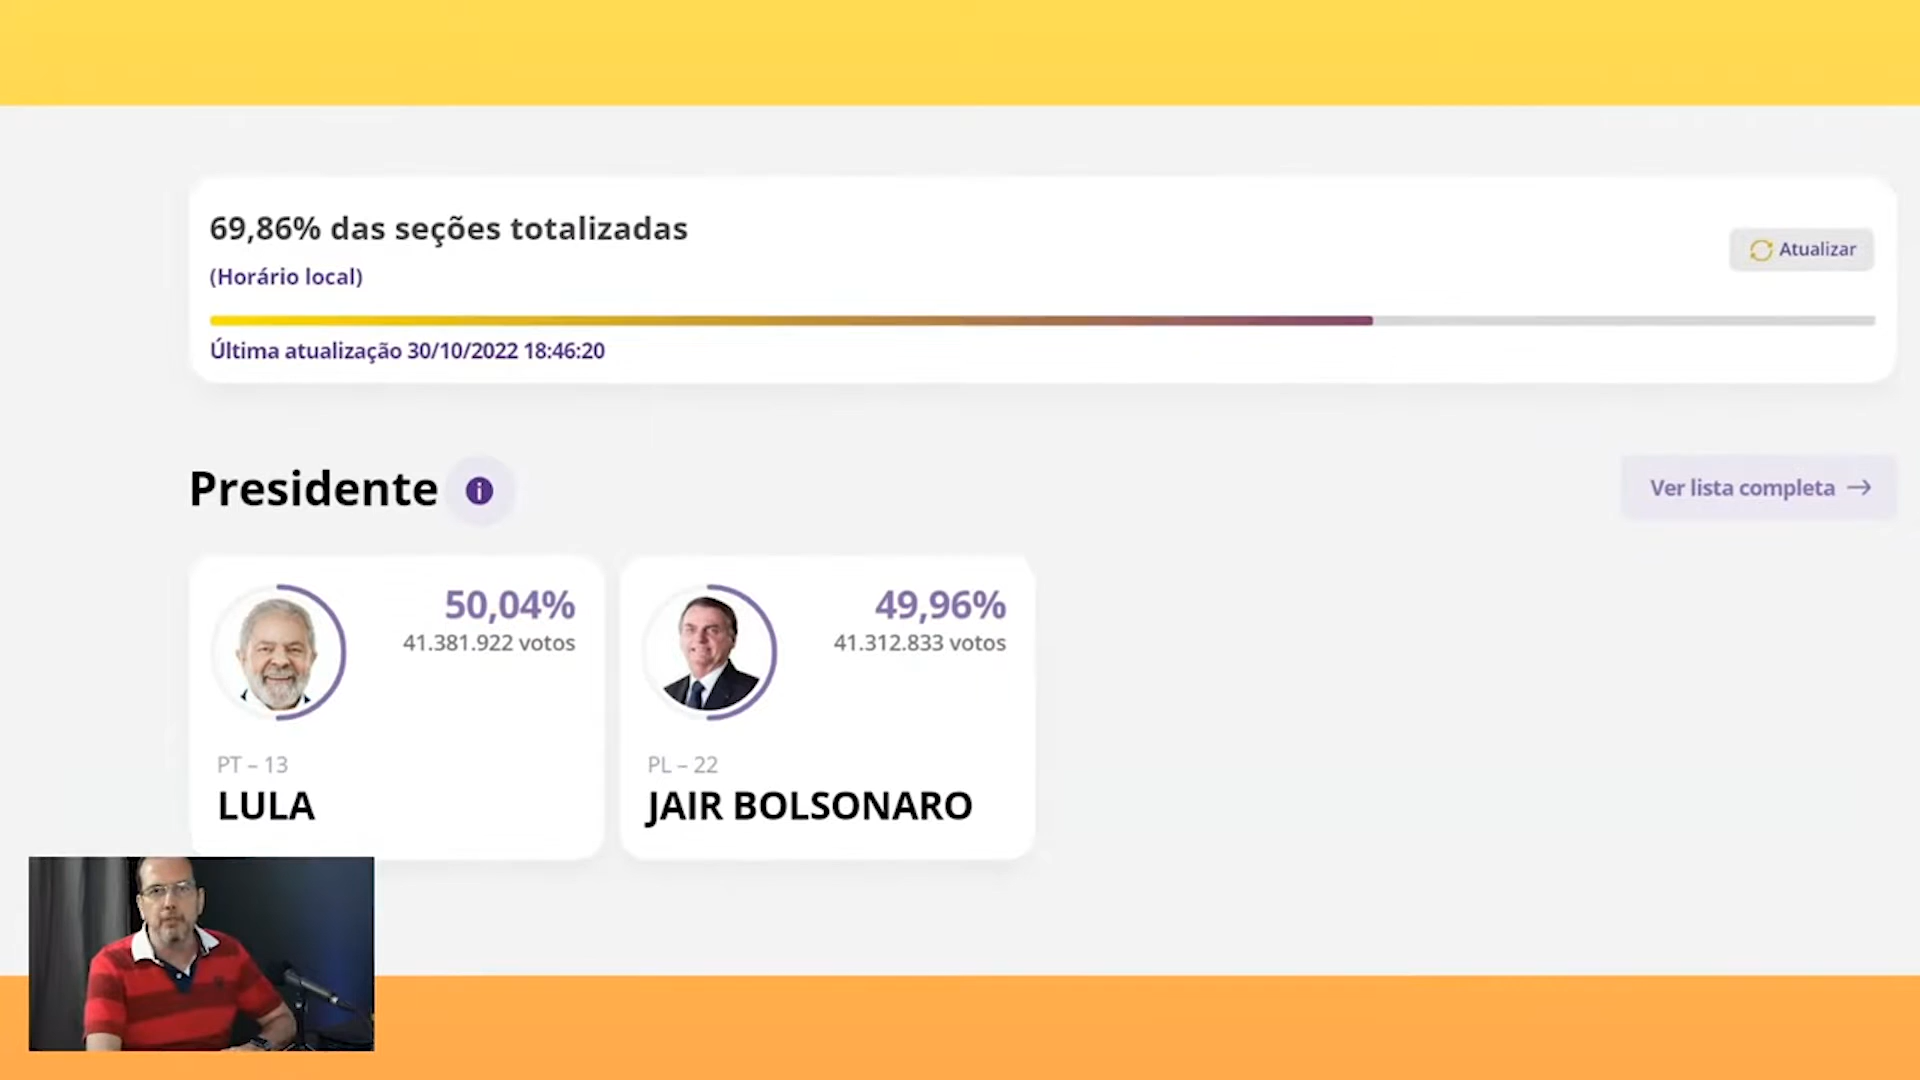 69,86% das seções totalizadas
(Horário local)
Atualizar
Última atualização 30/10/2022 18:46:20
Presidente
Ver lista completa
50,04%
41.381.922 votos
PT – 13
LULA
49,96%
41.312.833 votos
PL – 22
JAIR BOLSONARO